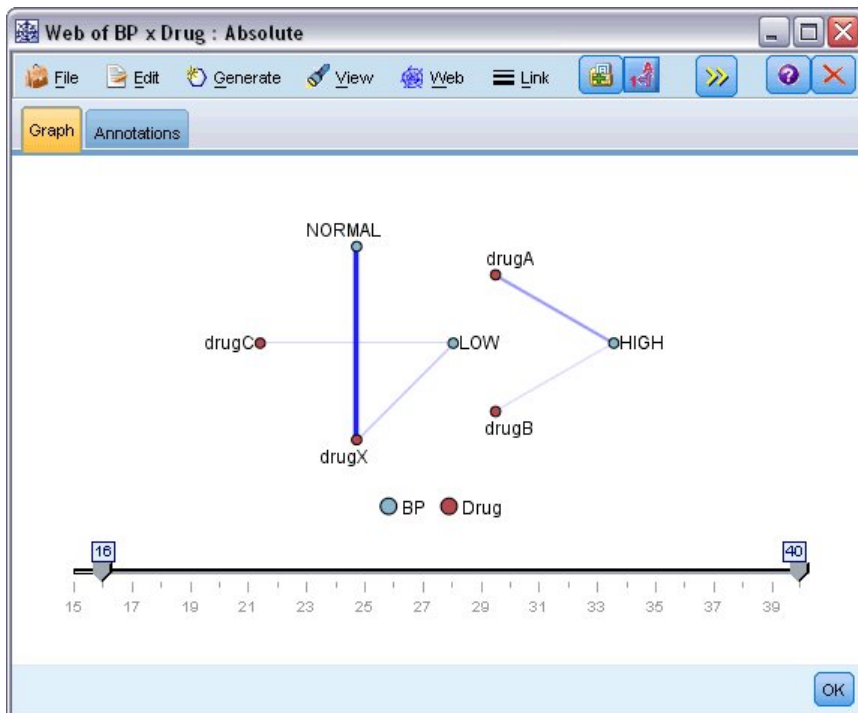 Web of BP x Drug : Absolute
File Edit Generate View Web Link
Graph Annotations
NORMAL
drugA
drugC
LOW
HIGH
drugB
drugX
BP Drug
16 40
15 17 19 21 23 25 27 29 31 33 35 37 39
OK